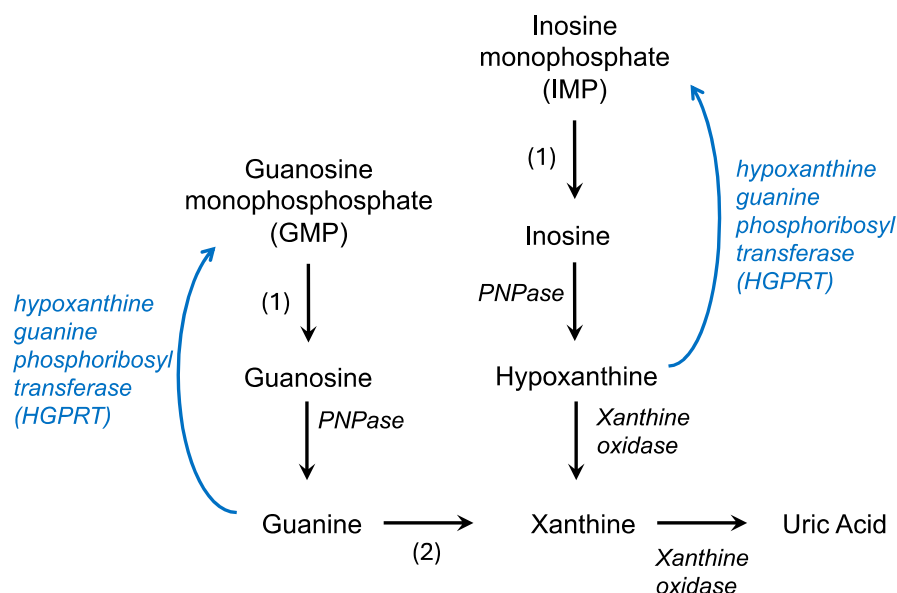 Inosine
monophosphate
(IMP)
(1)
hypoxanthine
guanine
phosphoribosyl
transferase
(HGPRT)
Guanosine
monophosphosphate
(GMP)
Inosine
(1)
PNPase
hypoxanthine
guanine
phosphoribosyl
transferase
(HGPRT)
Guanosine
Hypoxanthine
PNPase
Xanthine
oxidase
Guanine
(2)
Xanthine
Xanthine
oxidase
Uric Acid